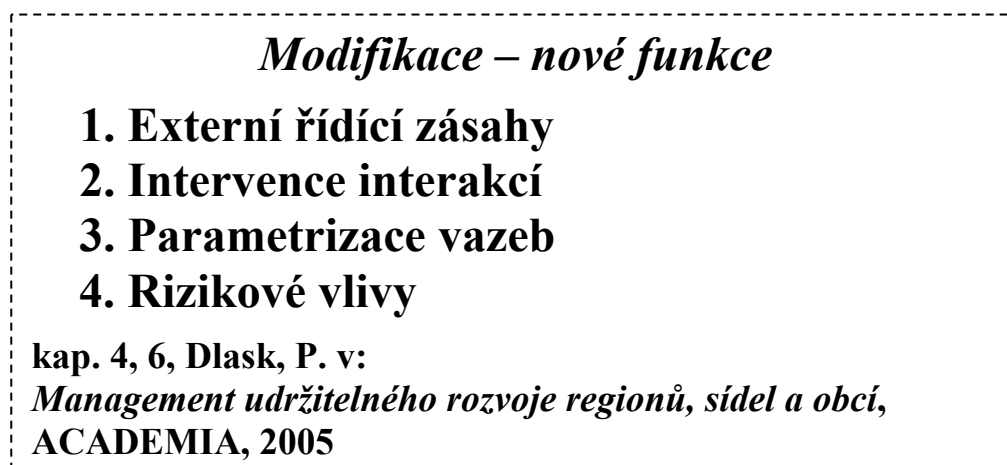 Modifikace – nové funkce
1. Externí řídící zásahy
2. Intervence interakcí
3. Parametrizace vazeb
4. Rizikové vlivy
kap. 4, 6, Dlask, P. v:
Management udržitelného rozvoje regionů, sídel a obcí,
ACADEMIA, 2005